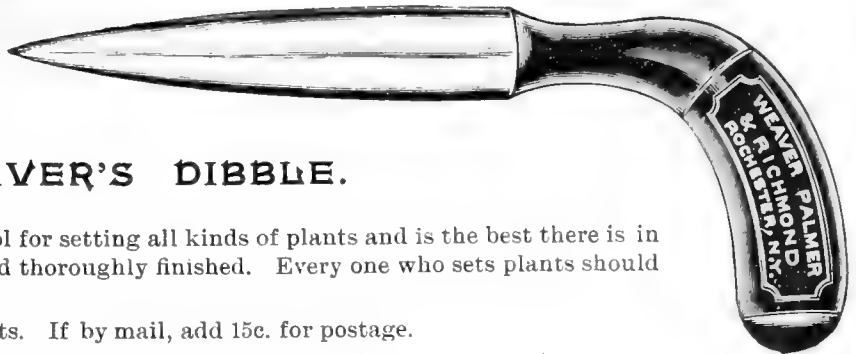 WEAVER PALMER
& RICHMOND
ROCHESTER, N.Y.
VER'S DIBBLE.
for setting all kinds of plants and is the best there is in
thoroughly finished. Every one who sets plants should
If by mail, add 15c. for postage.